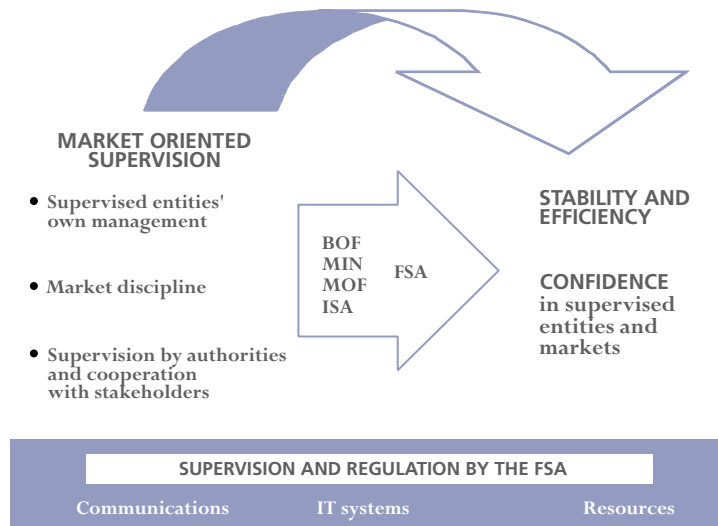 MARKET ORIENTED
SUPERVISION
• Supervised entities'
own management
• Market discipline
• Supervision by authorities
and cooperation
with stakeholders
BOF
MIN
MOF
ISA
FSA
STABILITY AND
EFFICIENCY
CONFIDENCE
in supervised
entities and
markets
SUPERVISION AND REGULATION BY THE FSA
Communications IT systems Resources